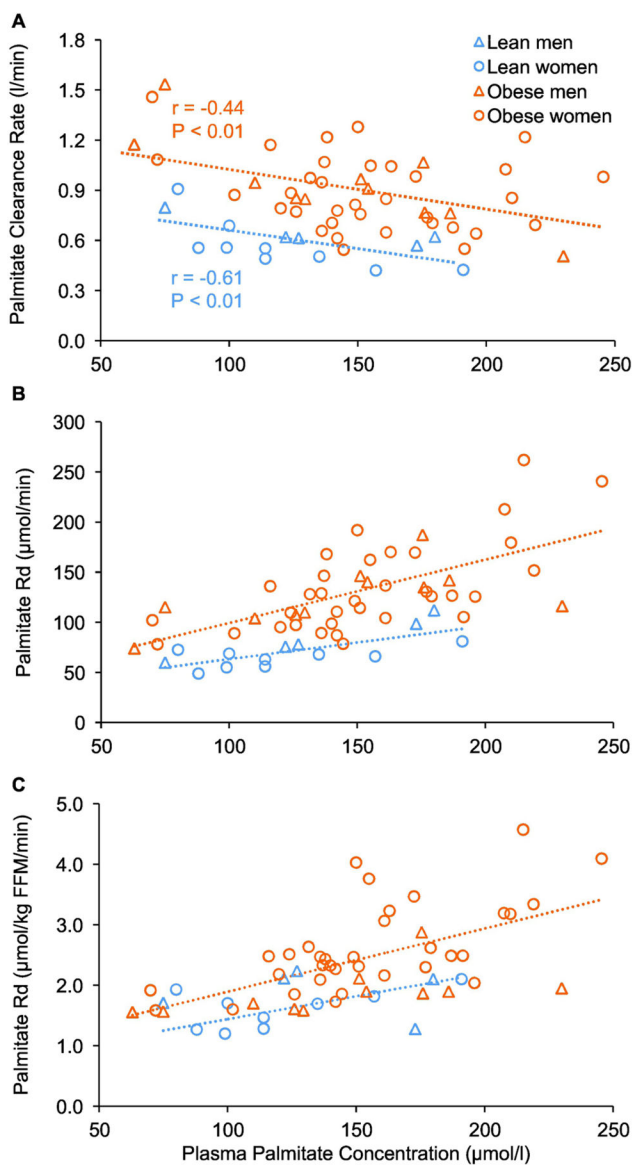 A
Palmitate Clearance Rate (l/min)
1.8
1.5
1.2
0.9
0.6
0.3
0.0
Lean men
Lean women
Obese men
Obese women
r = -0.44
P < 0.01
r = -0.61
P < 0.01
50 100 150 200 250
B
Palmitate Rd (µmol/min)
300
250
200
150
100
50
0
50 100 150 200 250
C
Palmitate Rd (µmol/kg FFM/min)
5.0
4.0
3.0
2.0
1.0
0.0
50 100 150 200 250
Plasma Palmitate Concentration (µmol/l)